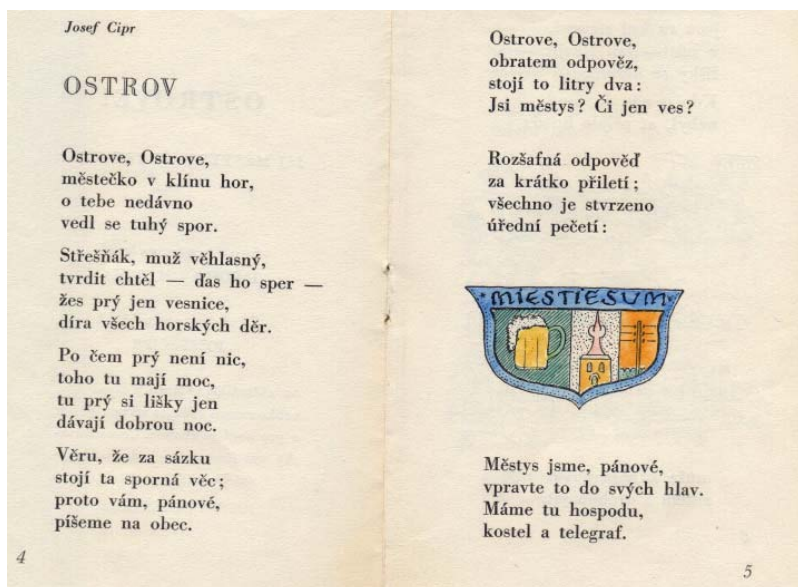 Josef Cipr
OSTROV
Ostrove, Ostrove,
městečko v klínu hor,
o tebe nedávno
vedl se tuhý spor.
Střešňák, muž věhlasný,
tvrdit chtěl — ďas ho sper —
žes prý jen vesnice,
díra všech horských děr.
Po čem prý není nic,
toho tu mají moc,
tu prý si lišky jen
dávají dobrou noc.
Věru, že za sázku
stojí ta sporná věc;
proto vám, pánové,
píšeme na obec.
4
Ostrove, Ostrove,
obratem odpověz,
stojí to litry dva:
Jsi městys? Či jen ves?
Rozšafná odpověď
za krátko přiletí;
všechno je stvrzeno
úřední pečetí:
MIESTIESUM
Městys jsme, pánové,
vpravte to do svých hlav.
Máme tu hospodu,
kostel a telegraf.
5